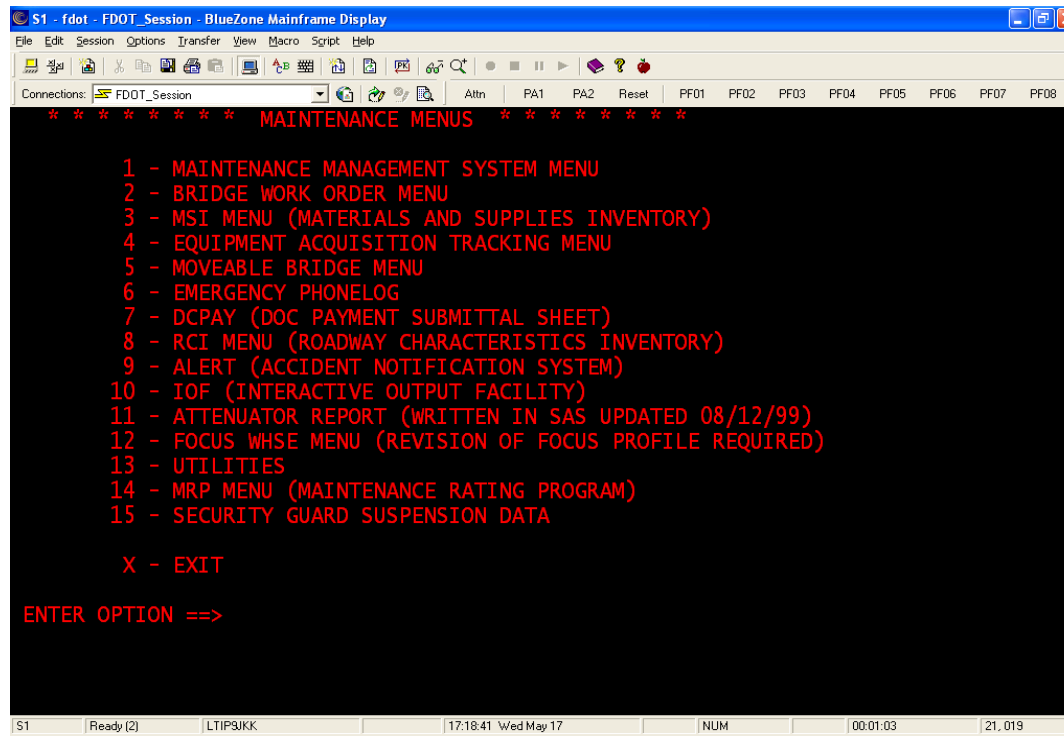 S1 - fdot - FDOT_Session - BlueZone Mainframe Display
File Edit Session Options Transfer View Macro Script Help
Connections: FDOT_Session Attn PA1 PA2 Reset PF01 PF02 PF03 PF04 PF05 PF06 PF07 PF08
* * * * * * * * MAINTENANCE MENUS * * * * * * * *
1 - MAINTENANCE MANAGEMENT SYSTEM MENU
2 - BRIDGE WORK ORDER MENU
3 - MSI MENU (MATERIALS AND SUPPLIES INVENTORY)
4 - EQUIPMENT ACQUISITION TRACKING MENU
5 - MOVEABLE BRIDGE MENU
6 - EMERGENCY PHONELOG
7 - DCPAY (DOC PAYMENT SUBMITTAL SHEET)
8 - RCI MENU (ROADWAY CHARACTERISTICS INVENTORY)
9 - ALERT (ACCIDENT NOTIFICATION SYSTEM)
10 - IOF (INTERACTIVE OUTPUT FACILITY)
11 - ATTENUATOR REPORT (WRITTEN IN SAS UPDATED 08/12/99)
12 - FOCUS WHSE MENU (REVISION OF FOCUS PROFILE REQUIRED)
13 - UTILITIES
14 - MRP MENU (MAINTENANCE RATING PROGRAM)
15 - SECURITY GUARD SUSPENSION DATA
X - EXIT
ENTER OPTION ==>
S1 Ready (2) LTIP9JKK 17:18:41 Wed May 17 NUM 00:01:03 21, 019